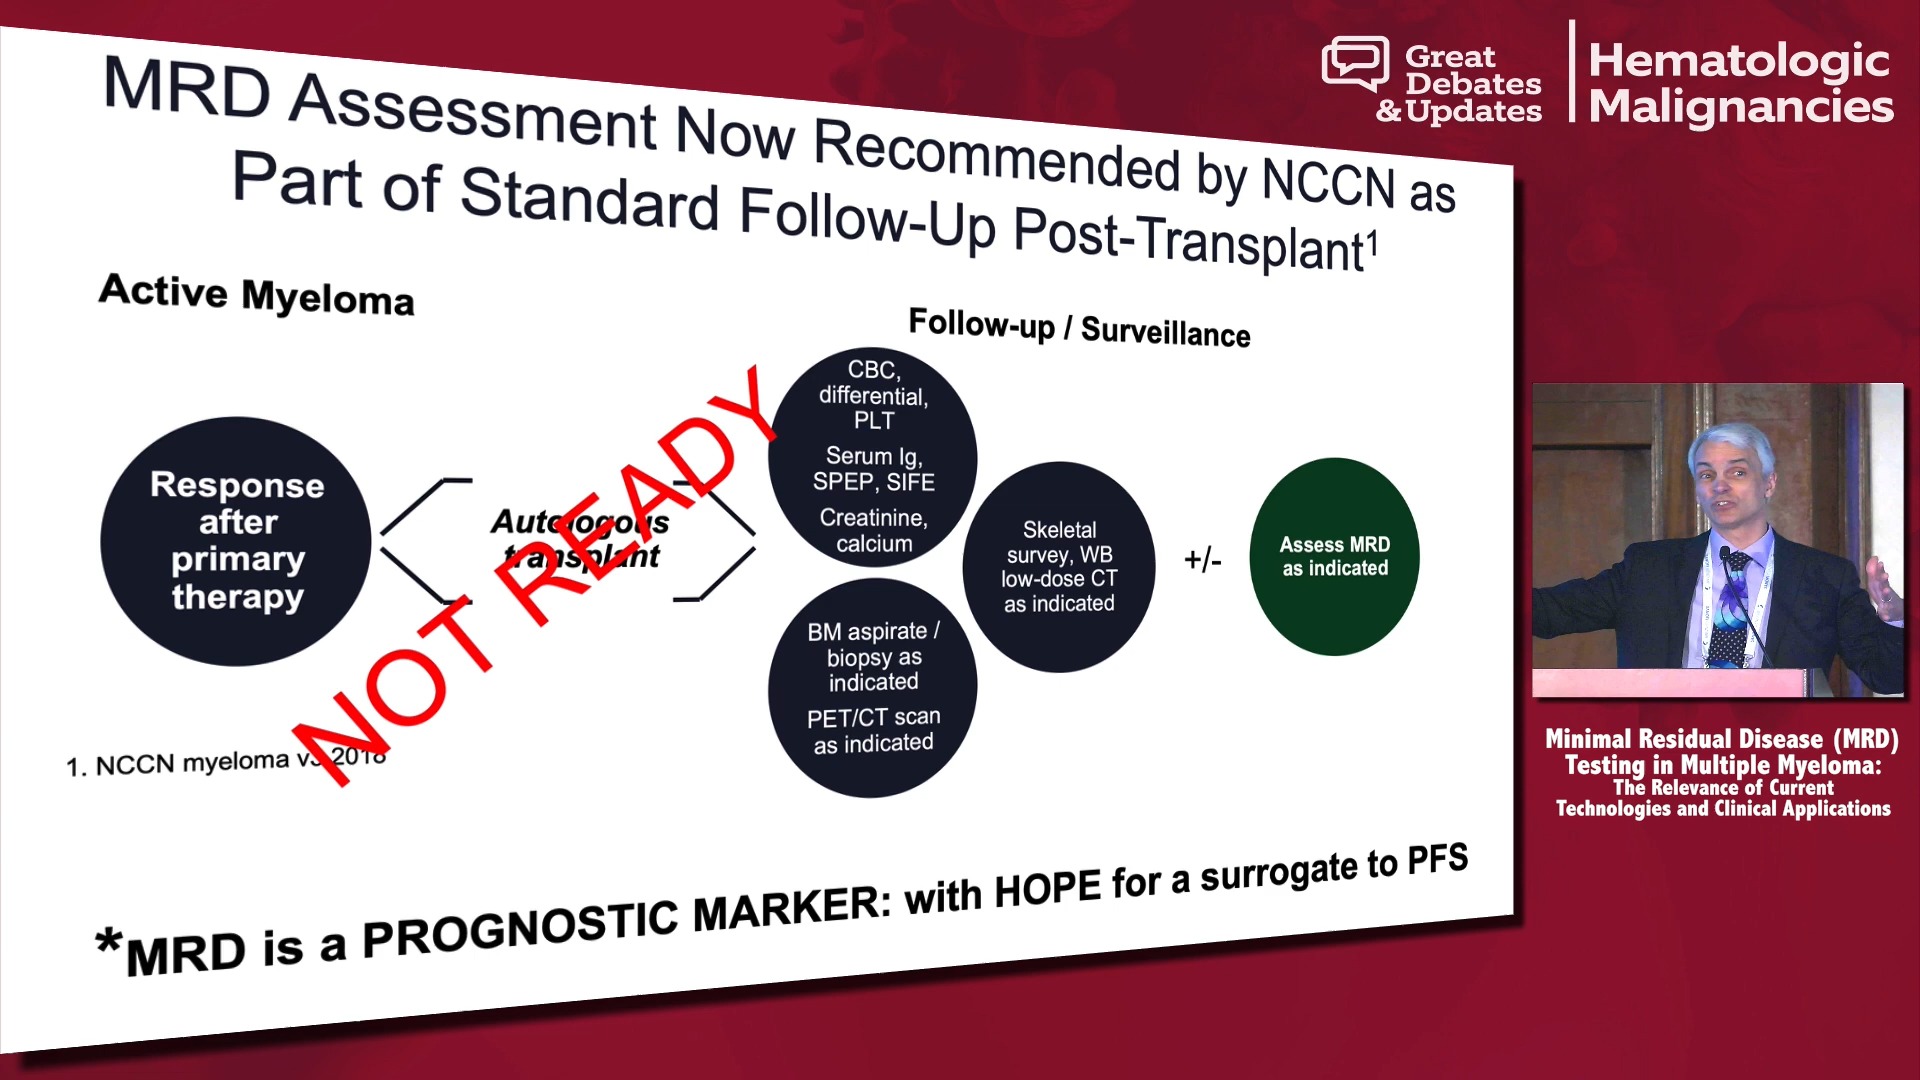 MRD Assessment Now Recommended by NCCN as
Part of Standard Follow-Up Post-Transplant1
Active Myeloma
Follow-up / Surveillance
Response
after
primary
therapy
Autologous
transplant
NOT READY
CBC,
differential,
PLT
Serum Ig,
SPEP, SIFE
Creatinine,
calcium
BM aspirate /
biopsy as
indicated
PET/CT scan
as indicated
Skeletal
survey, WB
low-dose CT
as indicated
+/-
Assess MRD
as indicated
1. NCCN myeloma v3 2018
*MRD is a PROGNOSTIC MARKER: with HOPE for a surrogate to PFS
Great
Debates
& Updates
Hematologic
Malignancies
Minimal Residual Disease (MRD)
Testing in Multiple Myeloma:
The Relevance of Current
Technologies and Clinical Applications